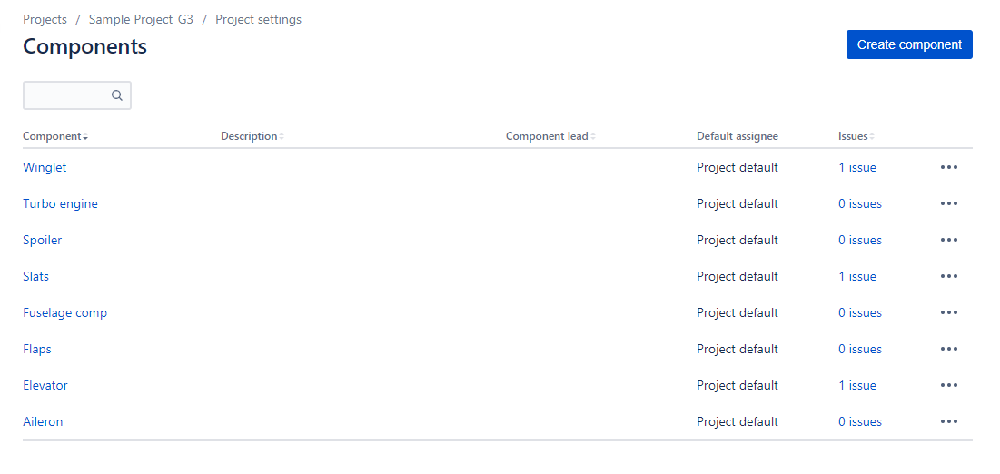 Projects / Sample Project_G3 / Project settings
Components
Create component
Component Description Component lead Default assignee Issues
Winglet Project default 1 issue
Turbo engine Project default 0 issues
Spoiler Project default 0 issues
Slats Project default 1 issue
Fuselage comp Project default 0 issues
Flaps Project default 0 issues
Elevator Project default 1 issue
Aileron Project default 0 issues